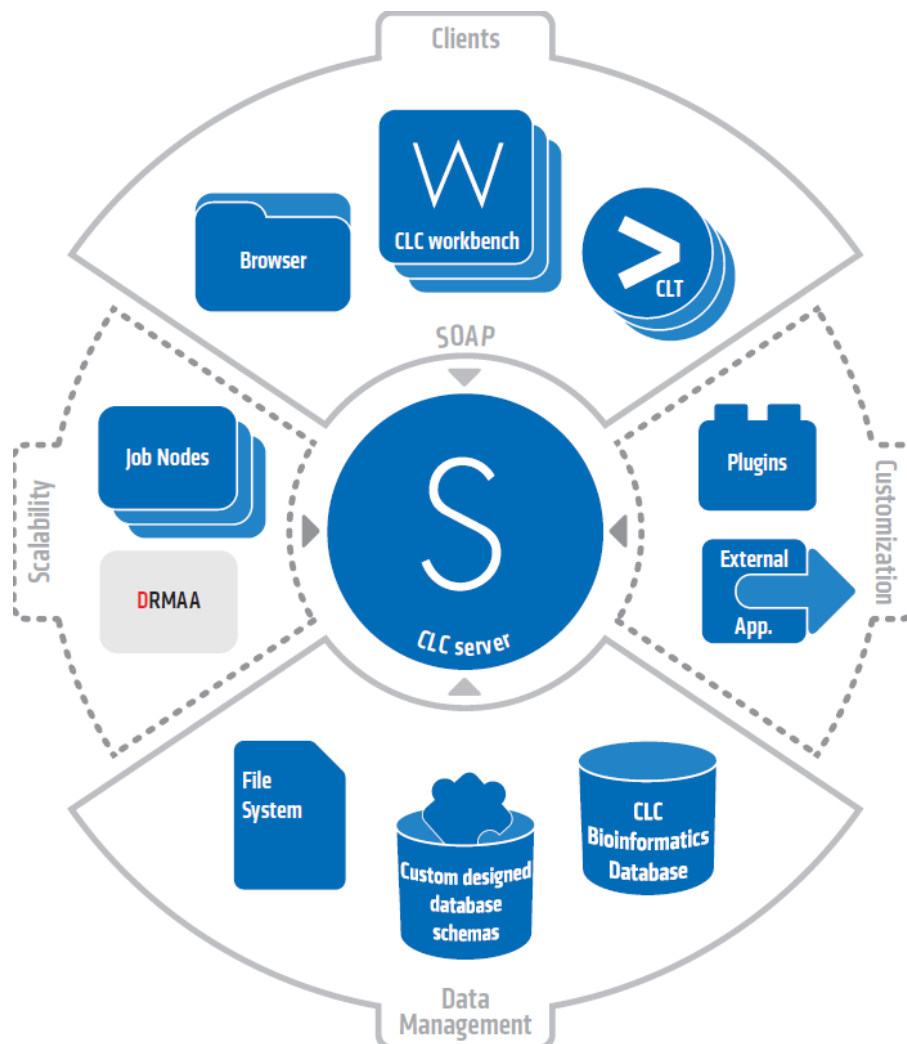 Clients
W
CLC workbench
Browser
>
CLT
SOAP
Scalability
Job Nodes
DRMAA
S
CLC server
Plugins
External
App.
Customization
File
System
Custom designed
database
schemas
CLC
Bioinformatics
Database
Data
Management